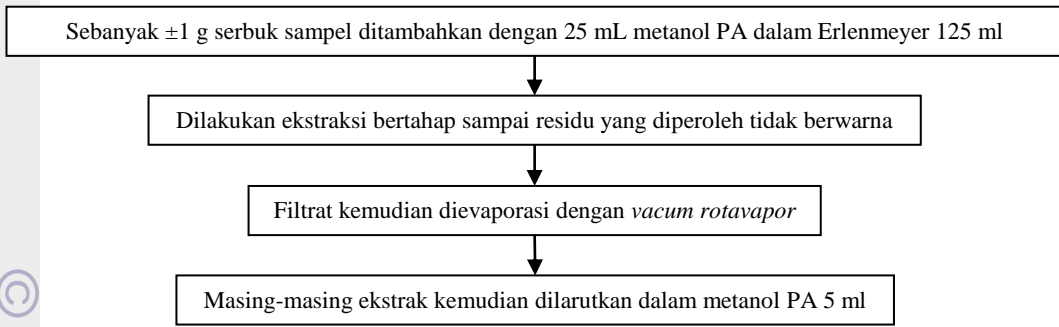 Sebanyak ±1 g serbuk sampel ditambahkan dengan 25 mL metanol PA dalam Erlenmeyer 125 ml
Dilakukan ekstraksi bertahap sampai residu yang diperoleh tidak berwarna
Filtrat kemudian dievaporasi dengan vacum rotavapor
Masing-masing ekstrak kemudian dilarutkan dalam metanol PA 5 ml
©